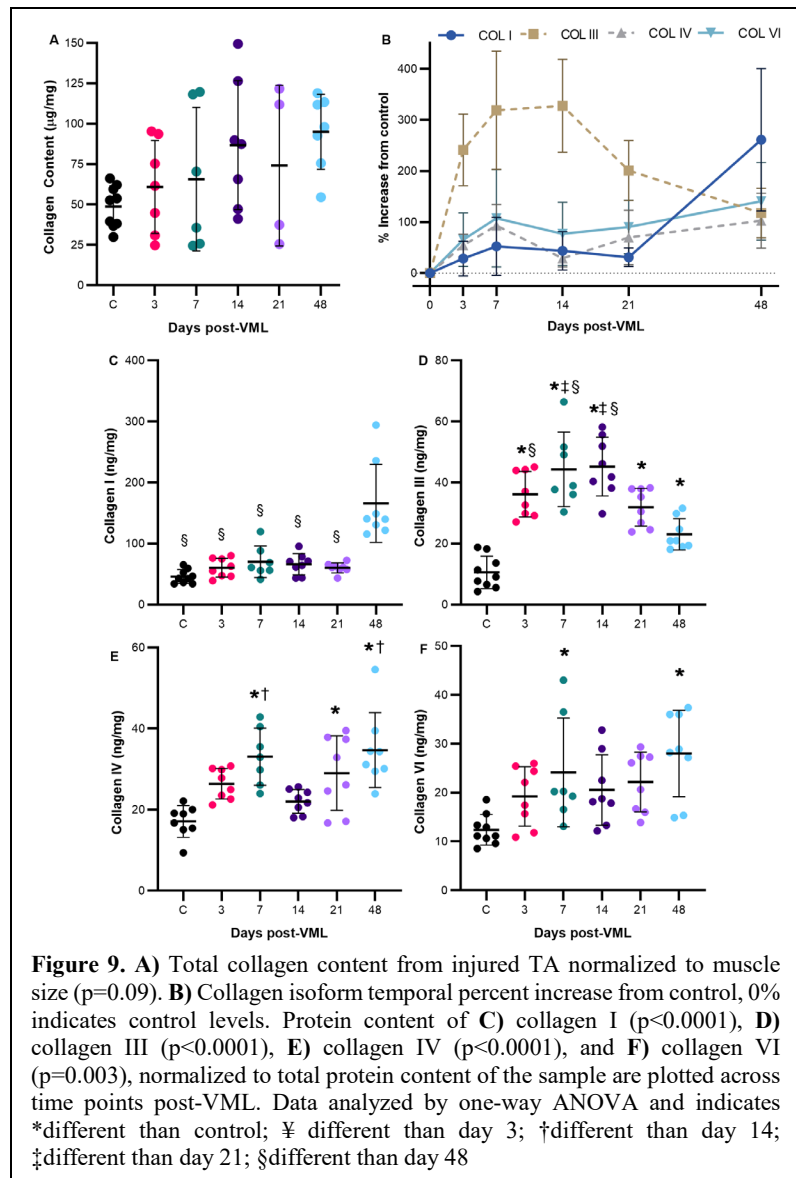 A
Collagen Content (µg/mg)
150
125
100
75
50
25
0
C 3 7 14 21 48
Days post-VML
B
COL I COL III COL IV COL VI
% Increase from control
400
300
200
100
0
0 3 7 14 21 48
Days post-VML
C
Collagen I (ng/mg)
400
300
200
100
0
§ § § § §
C 3 7 14 21 48
Days post-VML
D
Collagen III (ng/mg)
80
60
40
20
0
*§ *‡§ *‡§ * *
C 3 7 14 21 48
Days post-VML
E
Collagen IV (ng/mg)
60
40
20
0
*† * *†
C 3 7 14 21 48
Days post-VML
F
Collagen VI (ng/mg)
50
40
30
20
10
0
* *
C 3 7 14 21 48
Days post-VML
Figure 9. A) Total collagen content from injured TA normalized to muscle
size (p=0.09). B) Collagen isoform temporal percent increase from control, 0%
indicates control levels. Protein content of C) collagen I (p<0.0001), D)
collagen III (p<0.0001), E) collagen IV (p<0.0001), and F) collagen VI
(p=0.003), normalized to total protein content of the sample are plotted across
time points post-VML. Data analyzed by one-way ANOVA and indicates
*different than control; ¥ different than day 3; †different than day 14;
‡different than day 21; §different than day 48